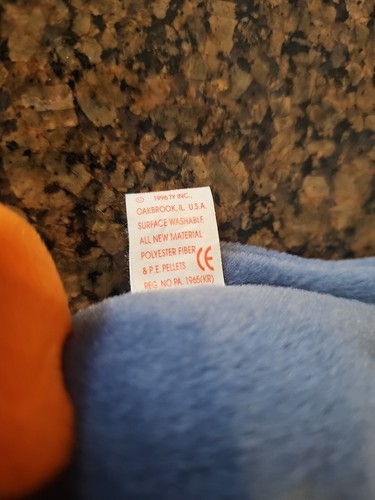 © 1996 TY INC.,
OAKBROOK, IL. U.S.A.
SURFACE WASHABLE
ALL NEW MATERIAL
POLYESTER FIBER
& P.E. PELLETS CE
REG. NO PA. 1965(KR)